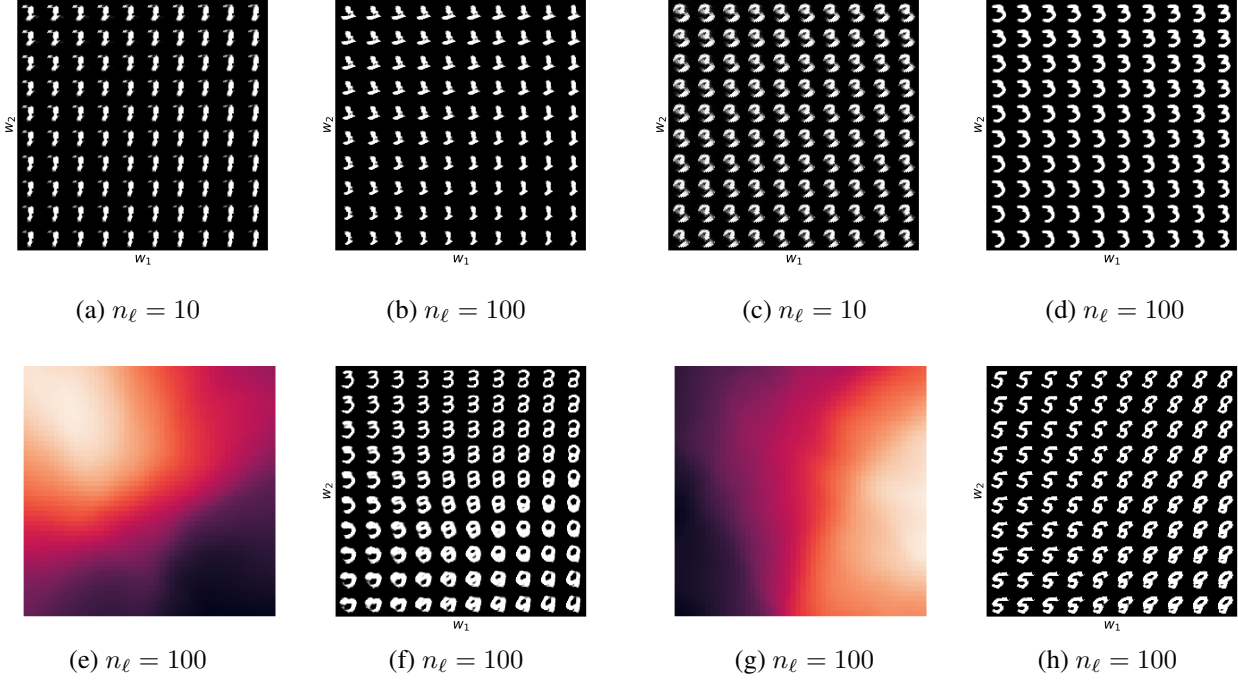 w₂
w₂
w₂
w₂
w₁
w₁
w₁
w₁
(a) nℓ = 10
(b) nℓ = 100
(c) nℓ = 10
(d) nℓ = 100
w₂
w₂
w₁
w₁
(e) nℓ = 100
(f) nℓ = 100
(g) nℓ = 100
(h) nℓ = 100